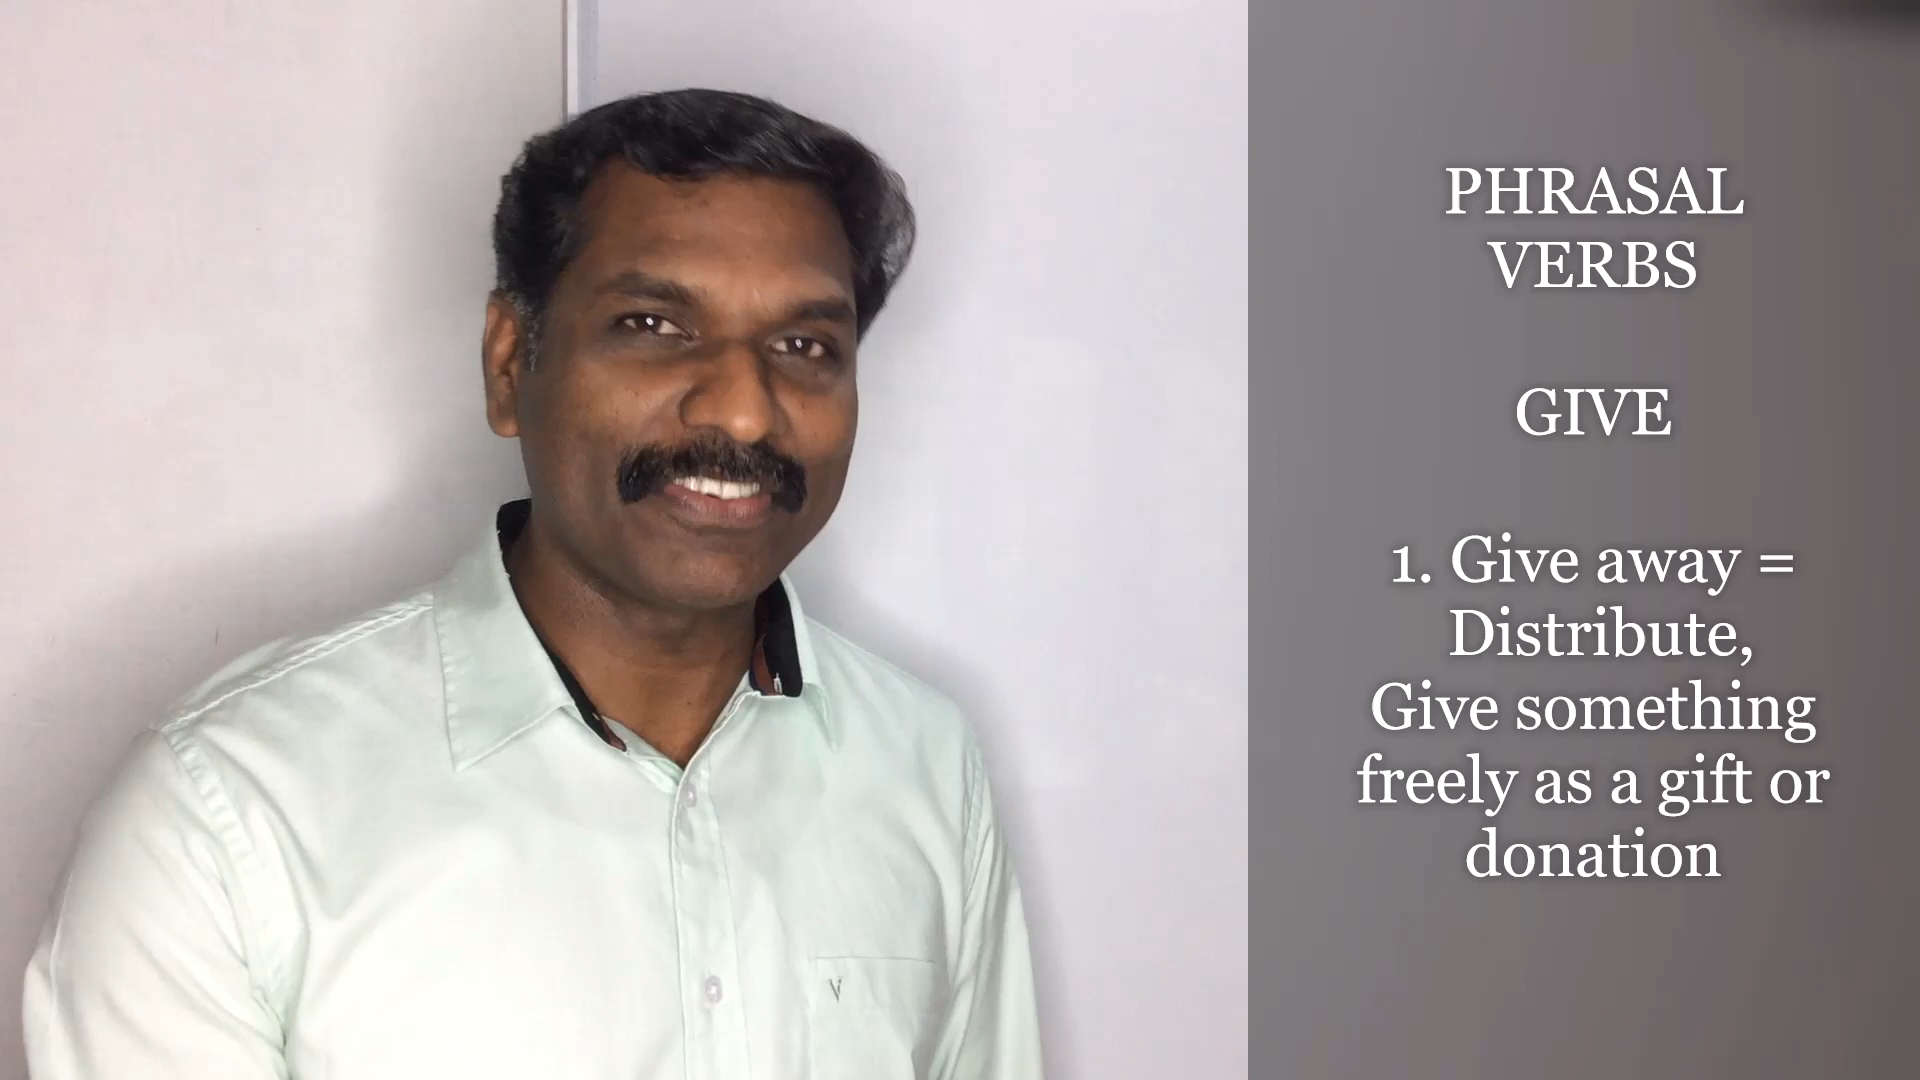 PHRASAL
VERBS
GIVE
1. Give away =
Distribute,
Give something
freely as a gift or
donation